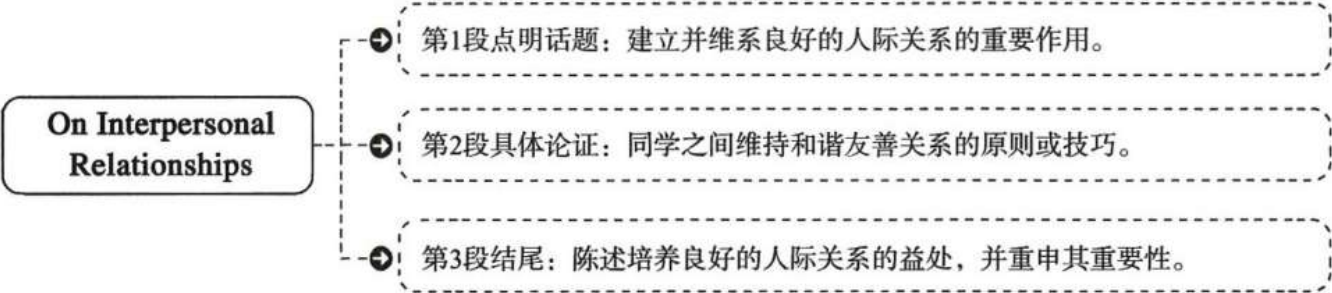 On Interpersonal
Relationships
第1段点明话题：建立并维系良好的人际关系的重要作用。
第2段具体论证：同学之间维持和谐友善关系的原则或技巧。
第3段结尾：陈述培养良好的人际关系的益处，并重申其重要性。